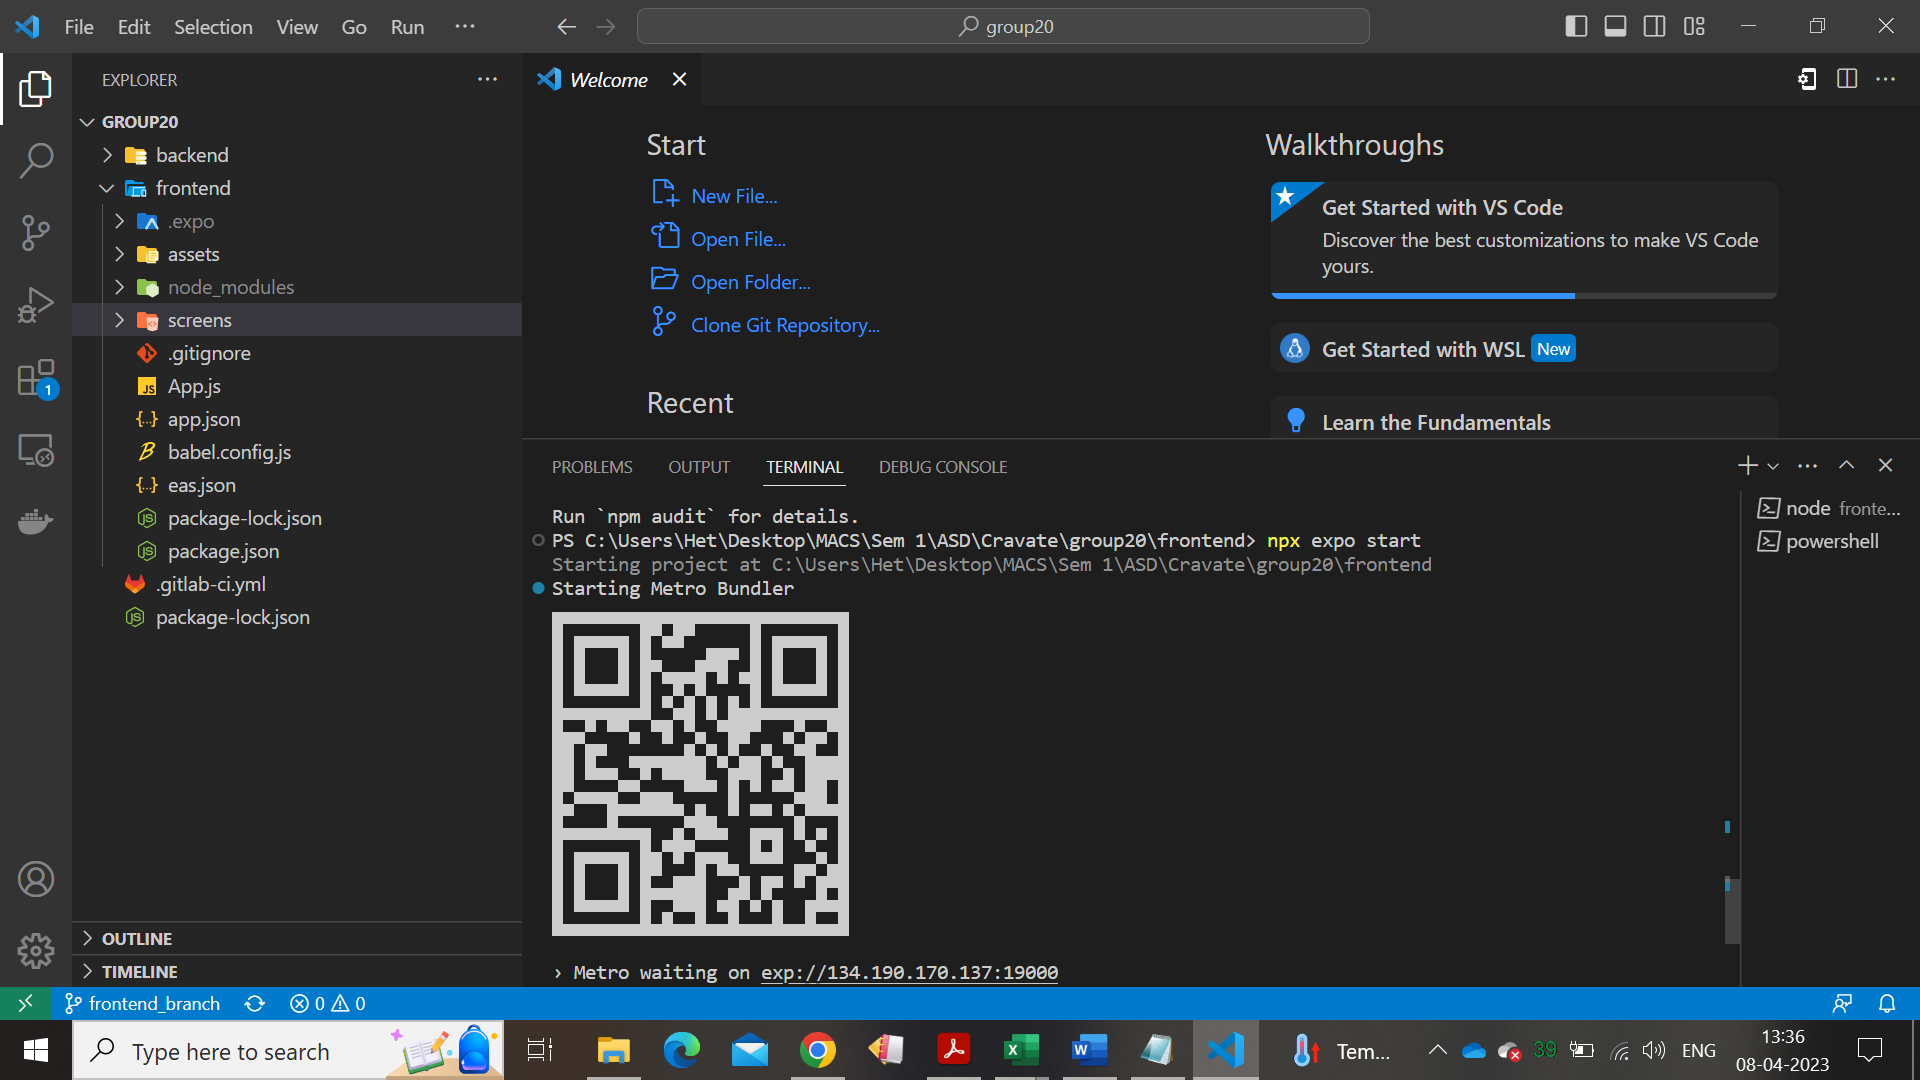 File Edit Selection View Go Run ...
group20
EXPLORER
GROUP20
backend
frontend
.expo
assets
node_modules
screens
.gitignore
App.js
app.json
babel.config.js
eas.json
package-lock.json
package.json
.gitlab-ci.yml
package-lock.json
OUTLINE
TIMELINE
1
Welcome
Start
New File...
Open File...
Open Folder...
Clone Git Repository...
Recent
Walkthroughs
Get Started with VS Code
Discover the best customizations to make VS Code
yours.
Get Started with WSL New
Learn the Fundamentals
PROBLEMS OUTPUT TERMINAL DEBUG CONSOLE
Run `npm audit` for details.
PS C:\Users\Het\Desktop\MACS\Sem 1\ASD\Cravate\group20\frontend> npx expo start
Starting project at C:\Users\Het\Desktop\MACS\Sem 1\ASD\Cravate\group20\frontend
Starting Metro Bundler
› Metro waiting on exp://134.190.170.137:19000
node fronte...
powershell
frontend_branch 0 0
Type here to search
Tem...
39
ENG
13:36
08-04-2023